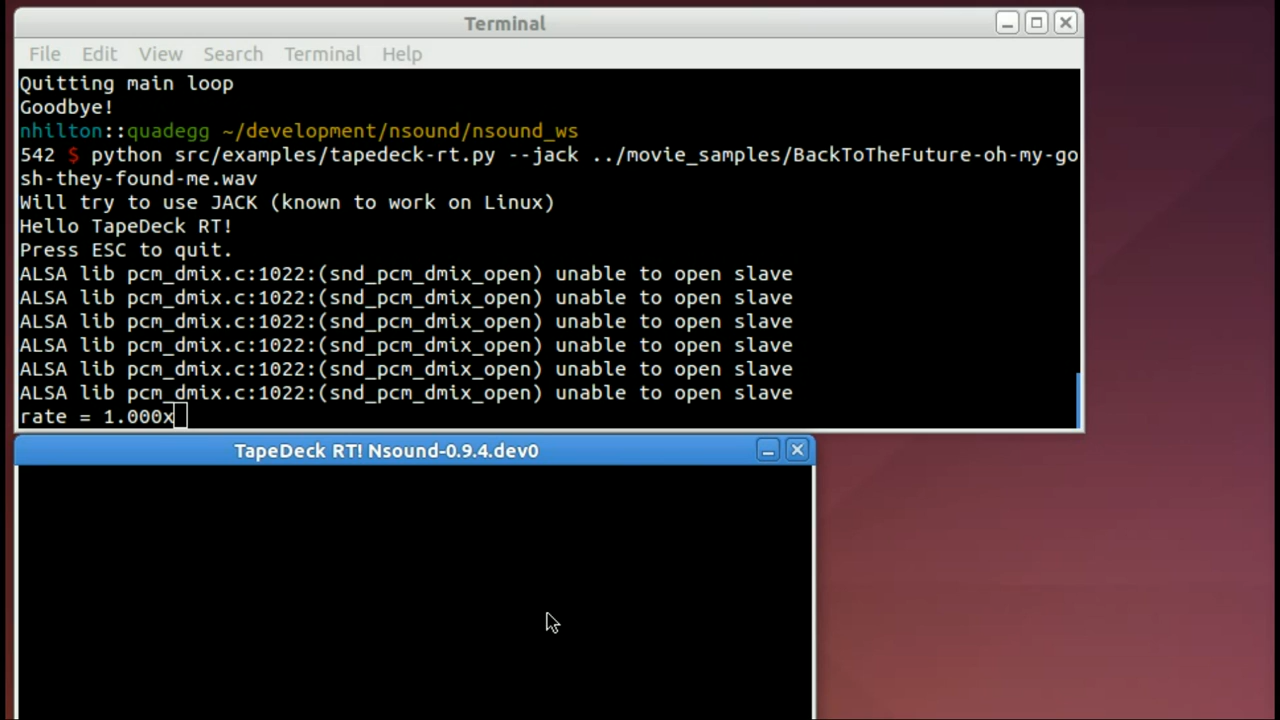 Terminal
File Edit View Search Terminal Help
Quitting main loop
Goodbye!
nhilton::quadegg ~/development/nsound/nsound_ws
542 $ python src/examples/tapedeck-rt.py --jack ../movie_samples/BackToTheFuture-oh-my-go
sh-they-found-me.wav
Will try to use JACK (known to work on Linux)
Hello TapeDeck RT!
Press ESC to quit.
ALSA lib pcm_dmix.c:1022:(snd_pcm_dmix_open) unable to open slave
ALSA lib pcm_dmix.c:1022:(snd_pcm_dmix_open) unable to open slave
ALSA lib pcm_dmix.c:1022:(snd_pcm_dmix_open) unable to open slave
ALSA lib pcm_dmix.c:1022:(snd_pcm_dmix_open) unable to open slave
ALSA lib pcm_dmix.c:1022:(snd_pcm_dmix_open) unable to open slave
ALSA lib pcm_dmix.c:1022:(snd_pcm_dmix_open) unable to open slave
rate = 1.000x
TapeDeck RT! Nsound-0.9.4.dev0